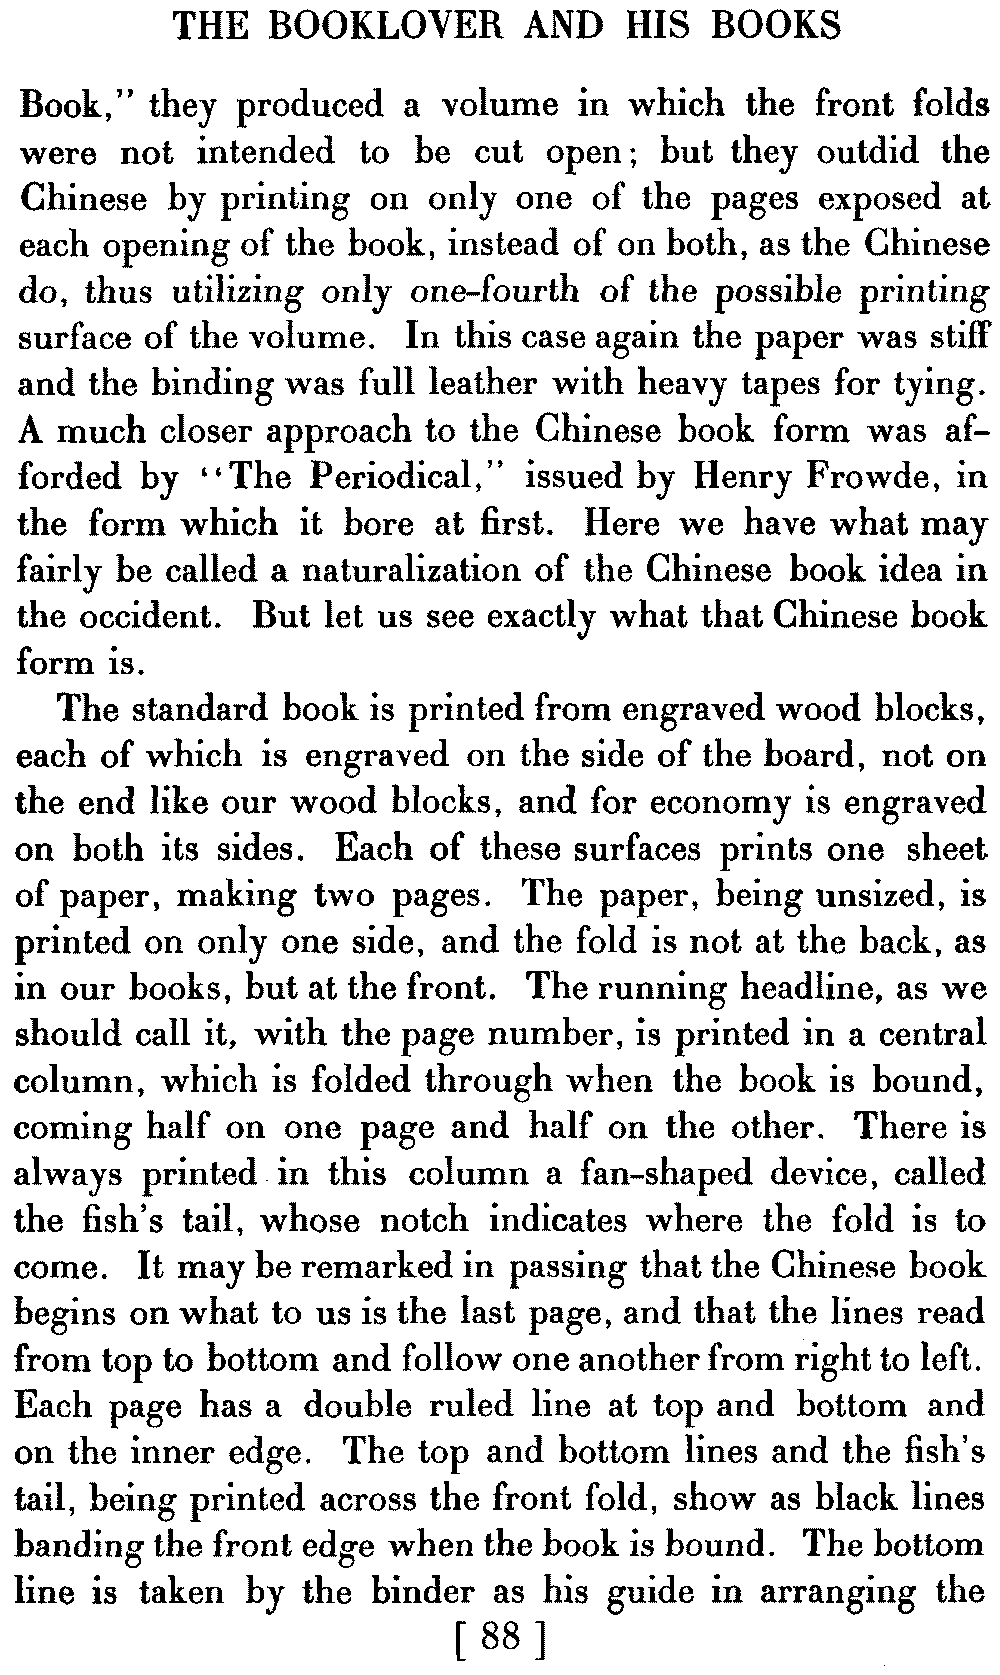 THE BOOKLOVER AND HIS BOOKS
Book,'' they produced a volume in which the front folds
were not intended to be cut open; but they outdid the
Chinese by printing on only one of the pages exposed at
each opening of the book, instead of on both, as the Chinese
do, thus utilizing only one-fourth of the possible printing
surface of the volume. In this case again the paper was stiff
and the binding was full leather with heavy tapes for tying.
A much closer approach to the Chinese book form was af-
forded by ‘‘The Periodical,'' issued by Henry Frowde, in
the form which it bore at first. Here we have what may
fairly be called a naturalization of the Chinese book idea in
the occident. But let us see exactly what that Chinese book
form is.
The standard book is printed from engraved wood blocks,
each of which is engraved on the side of the board, not on
the end like our wood blocks, and for economy is engraved
on both its sides. Each of these surfaces prints one sheet
of paper, making two pages. The paper, being unsized, is
printed on only one side, and the fold is not at the back, as
in our books, but at the front. The running headline, as we
should call it, with the page number, is printed in a central
column, which is folded through when the book is bound,
coming half on one page and half on the other. There is
always printed in this column a fan-shaped device, called
the fish's tail, whose notch indicates where the fold is to
come. It may be remarked in passing that the Chinese book
begins on what to us is the last page, and that the lines read
from top to bottom and follow one another from right to left.
Each page has a double ruled line at top and bottom and
on the inner edge. The top and bottom lines and the fish's
tail, being printed across the front fold, show as black lines
banding the front edge when the book is bound. The bottom
line is taken by the binder as his guide in arranging the
[ 88 ]